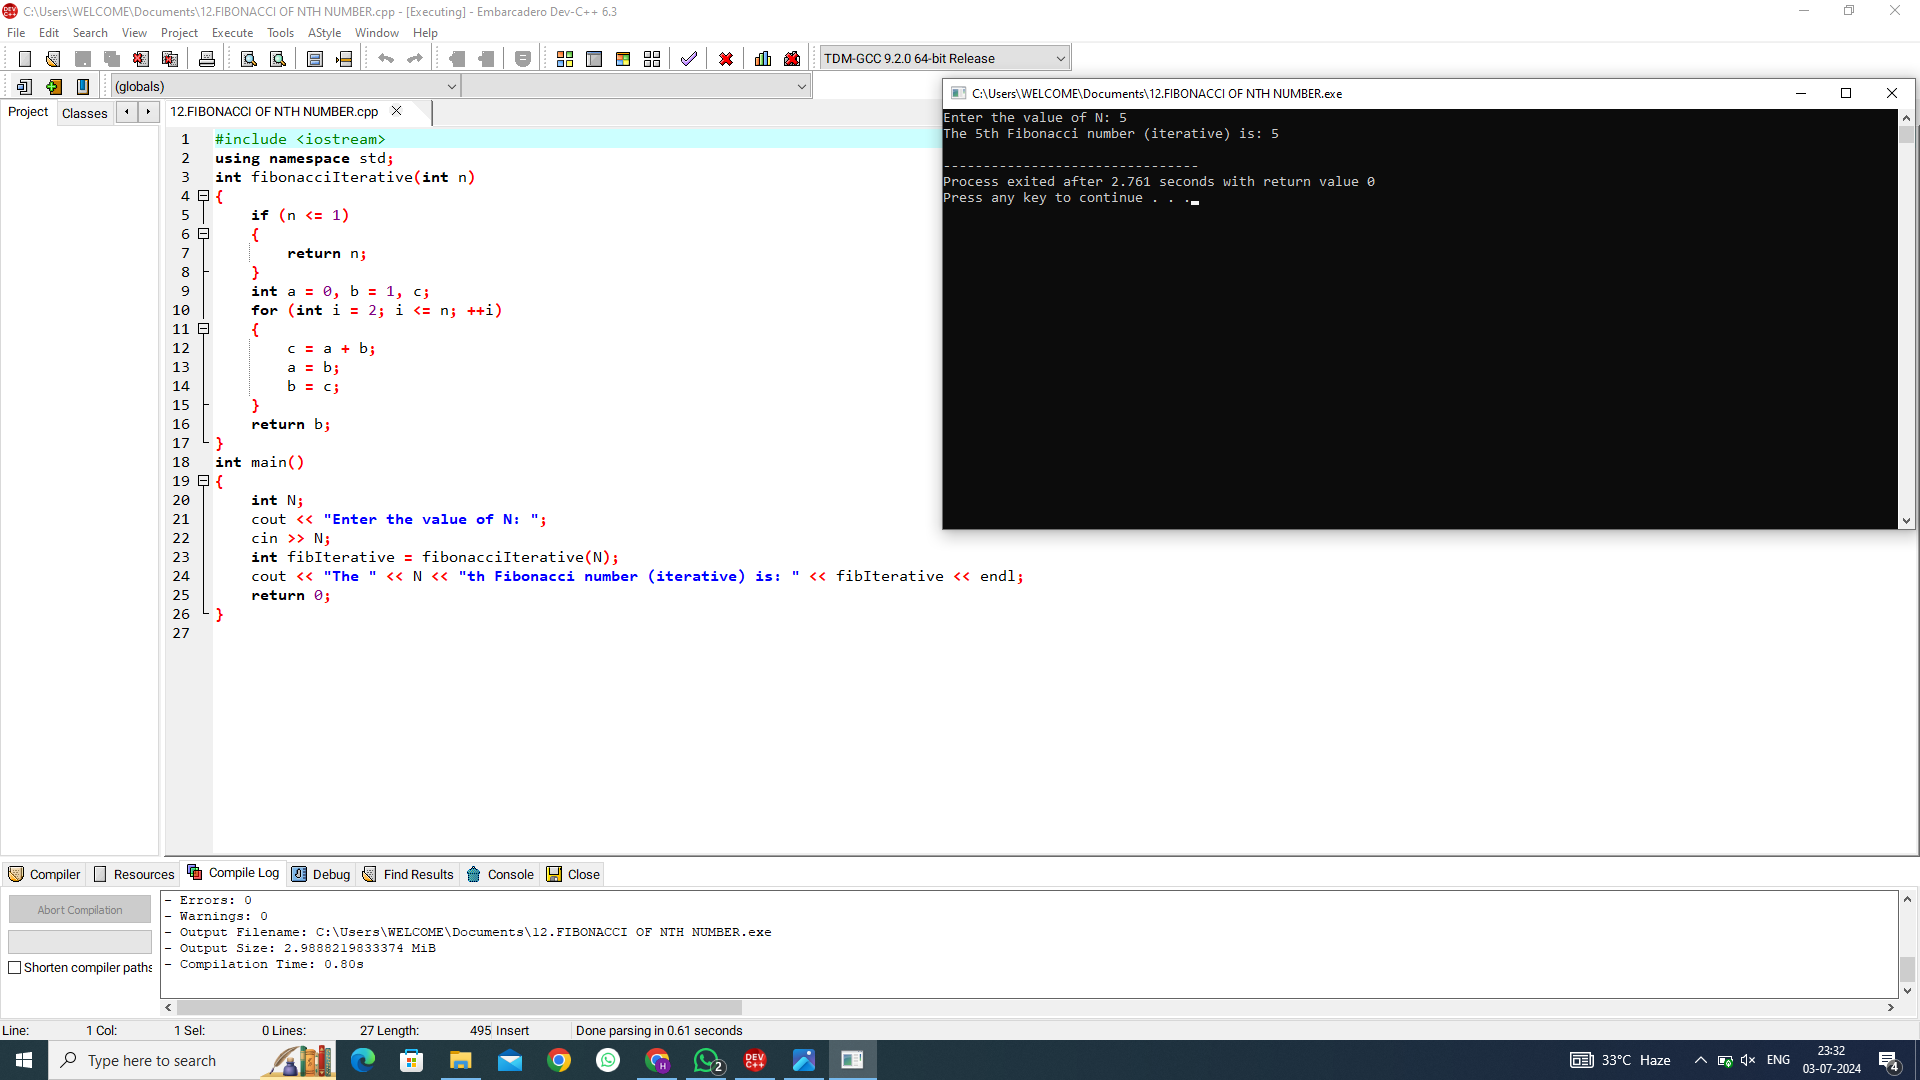 C:\Users\WELCOME\Documents\12.FIBONACCI OF NTH NUMBER.cpp - [Executing] - Embarcadero Dev-C++ 6.3
File Edit Search View Project Execute Tools AStyle Window Help
TDM-GCC 9.2.0 64-bit Release
(globals)
Project Classes
12.FIBONACCI OF NTH NUMBER.cpp
1 #include <iostream>
2 using namespace std;
3 int fibonacciIterative(int n)
4 {
5 if (n <= 1)
6 {
7 return n;
8 }
9 int a = 0, b = 1, c;
10 for (int i = 2; i <= n; ++i)
11 {
12 c = a + b;
13 a = b;
14 b = c;
15 }
16 return b;
17 }
18 int main()
19 {
20 int N;
21 cout << "Enter the value of N: ";
22 cin >> N;
23 int fibIterative = fibonacciIterative(N);
24 cout << "The " << N << "th Fibonacci number (iterative) is: " << fibIterative << endl;
25 return 0;
26 }
27
C:\Users\WELCOME\Documents\12.FIBONACCI OF NTH NUMBER.exe
Enter the value of N: 5
The 5th Fibonacci number (iterative) is: 5
--------------------------------
Process exited after 2.761 seconds with return value 0
Press any key to continue . . .
Compiler Resources Compile Log Debug Find Results Console Close
Abort Compilation
Shorten compiler paths
- Errors: 0
- Warnings: 0
- Output Filename: C:\Users\WELCOME\Documents\12.FIBONACCI OF NTH NUMBER.exe
- Output Size: 2.9888219833374 MiB
- Compilation Time: 0.80s
Line: 1 Col: 1 Sel: 0 Lines: 27 Length: 495 Insert Done parsing in 0.61 seconds
Type here to search
H
2
DEV C++
33°C Haze
ENG
23:32
03-07-2024
4